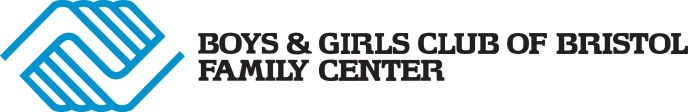 BOYS & GIRLS CLUB OF BRISTOL
FAMILY CENTER